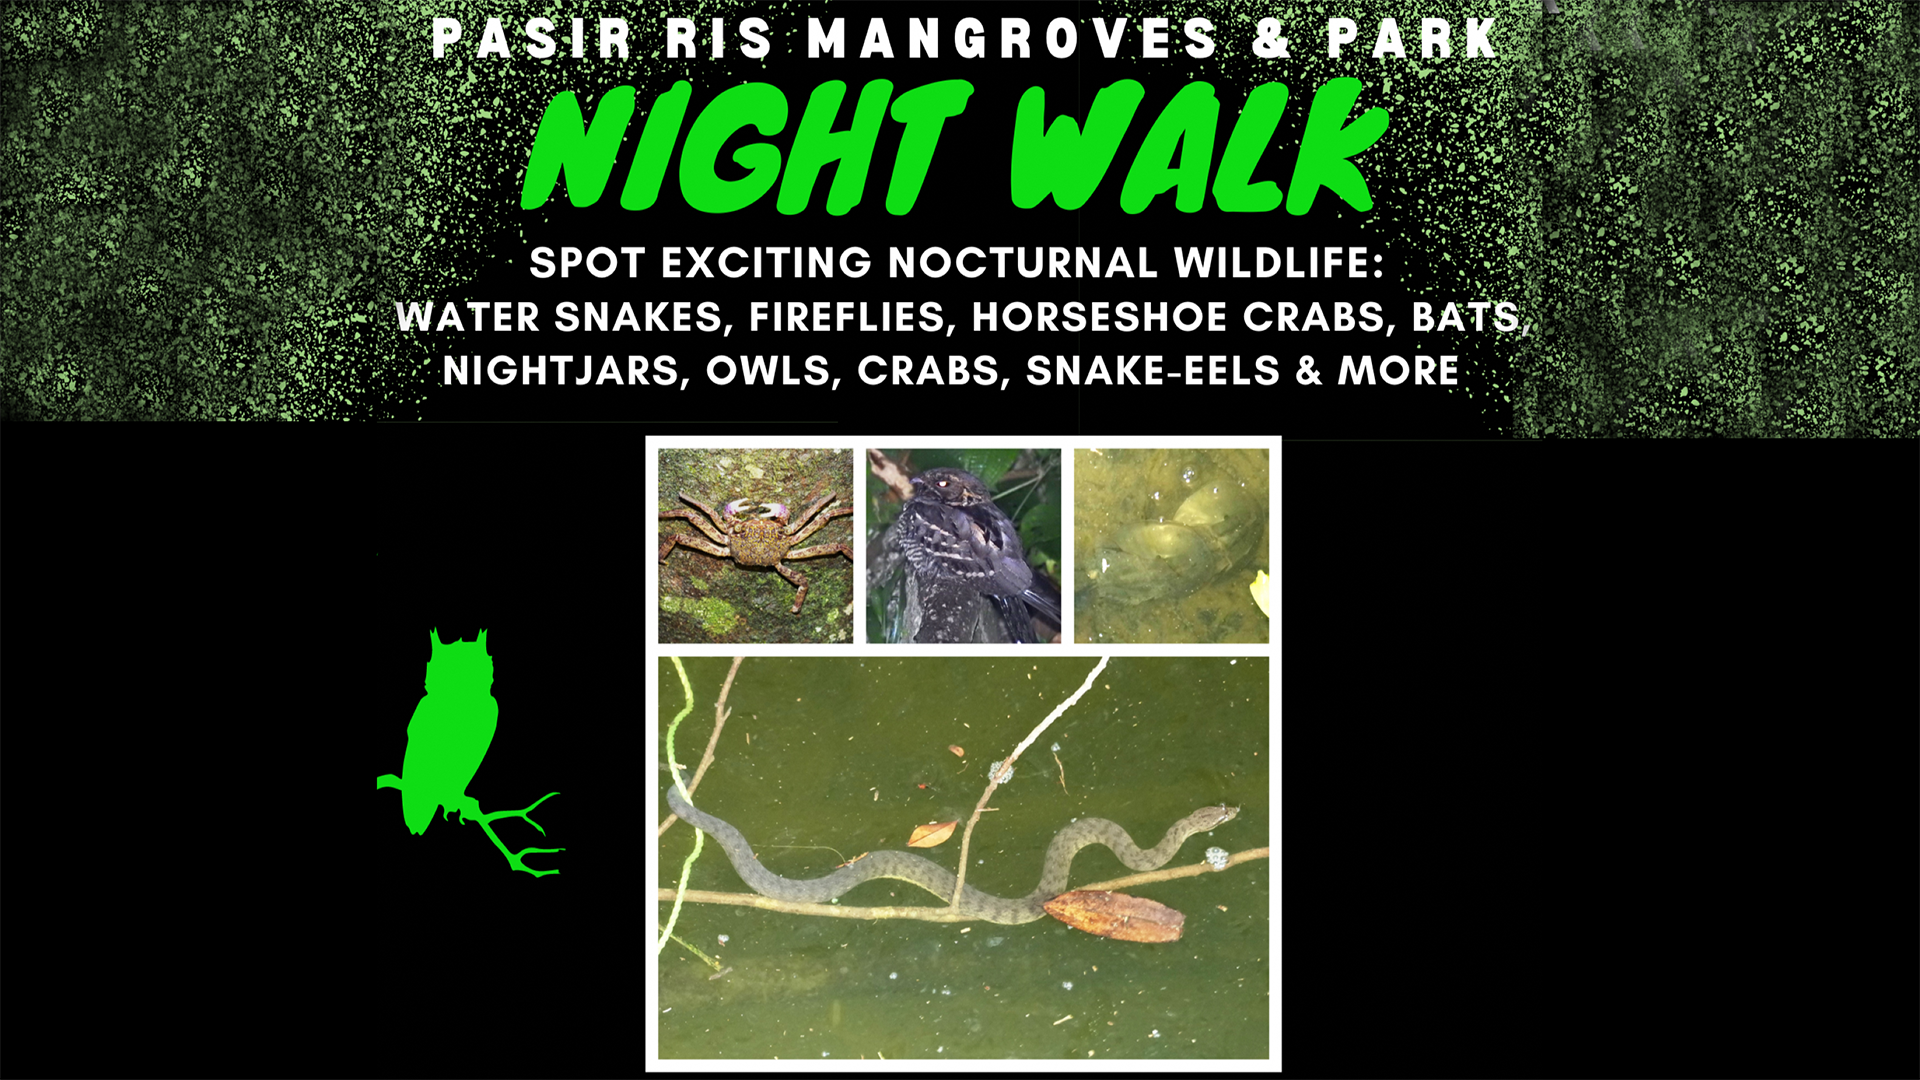 PASIR RIS MANGROVES & PARK
NIGHT WALK
SPOT EXCITING NOCTURNAL WILDLIFE:
WATER SNAKES, FIREFLIES, HORSESHOE CRABS, BATS,
NIGHTJARS, OWLS, CRABS, SNAKE-EELS & MORE